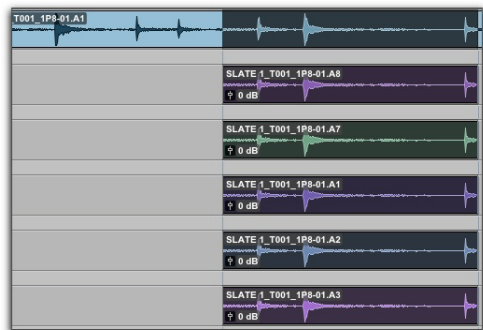 T001_1P8-01.A1
SLATE 1_T001_1P8-01.A8
0 dB
SLATE 1_T001_1P8-01.A7
0 dB
SLATE 1_T001_1P8-01.A1
0 dB
SLATE 1_T001_1P8-01.A2
0 dB
SLATE 1_T001_1P8-01.A3
0 dB